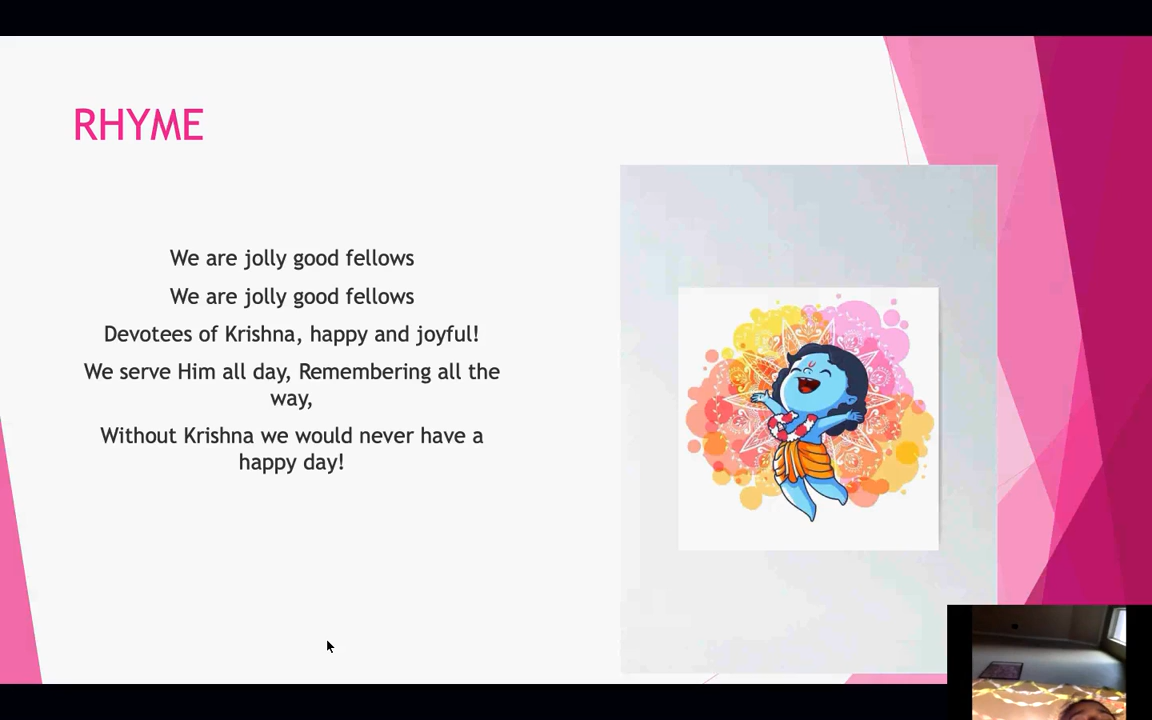 RHYME
We are jolly good fellows
We are jolly good fellows
Devotees of Krishna, happy and joyful!
We serve Him all day, Remembering all the
way,
Without Krishna we would never have a
happy day!